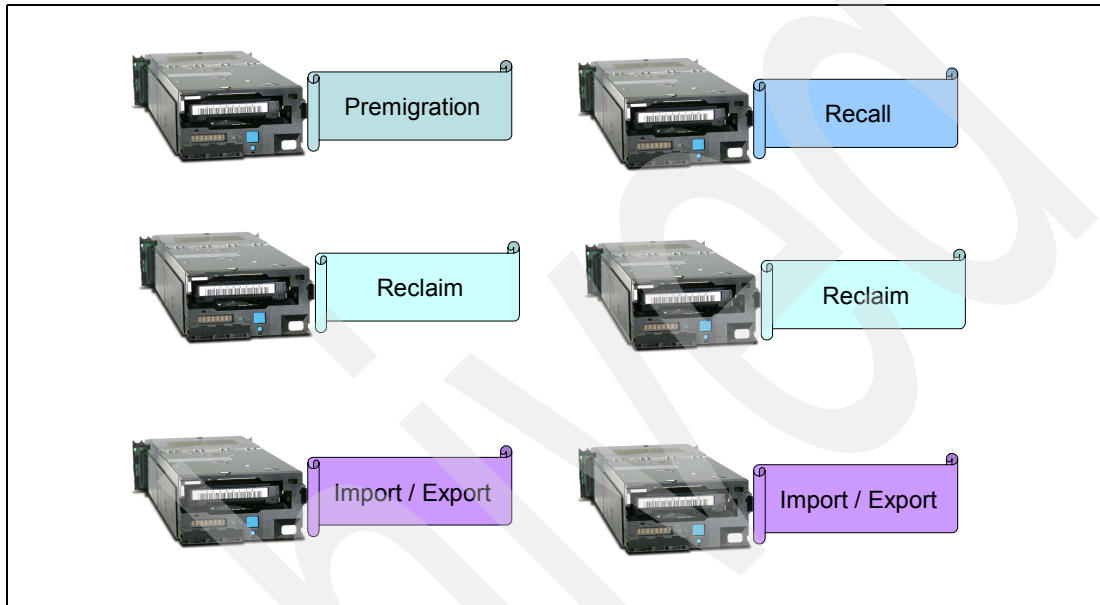 Premigration
Recall
Reclaim
Reclaim
Import / Export
Import / Export